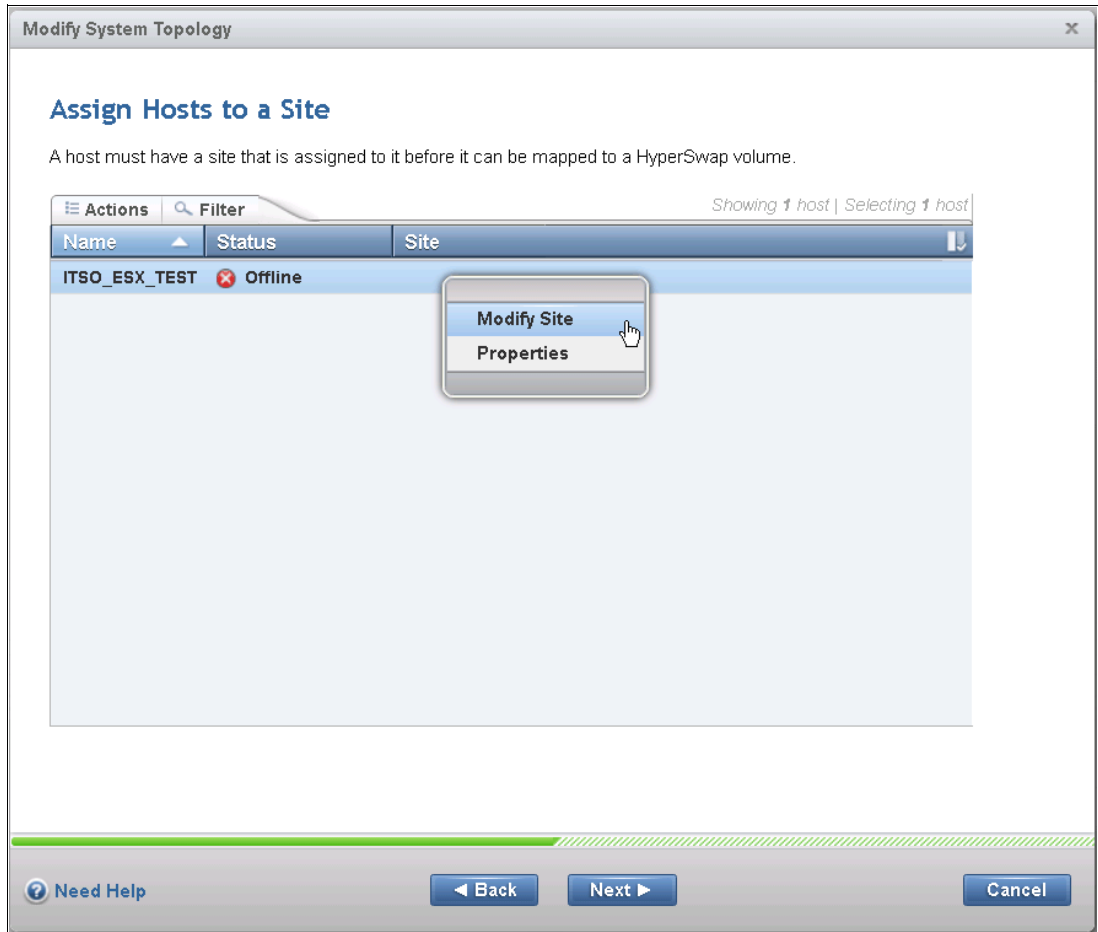 Modify System Topology
x
Assign Hosts to a Site
A host must have a site that is assigned to it before it can be mapped to a HyperSwap volume.
Actions Filter Showing 1 host | Selecting 1 host
Name Status Site
ITSO_ESX_TEST Offline
Modify Site
Properties
Need Help Back Next Cancel